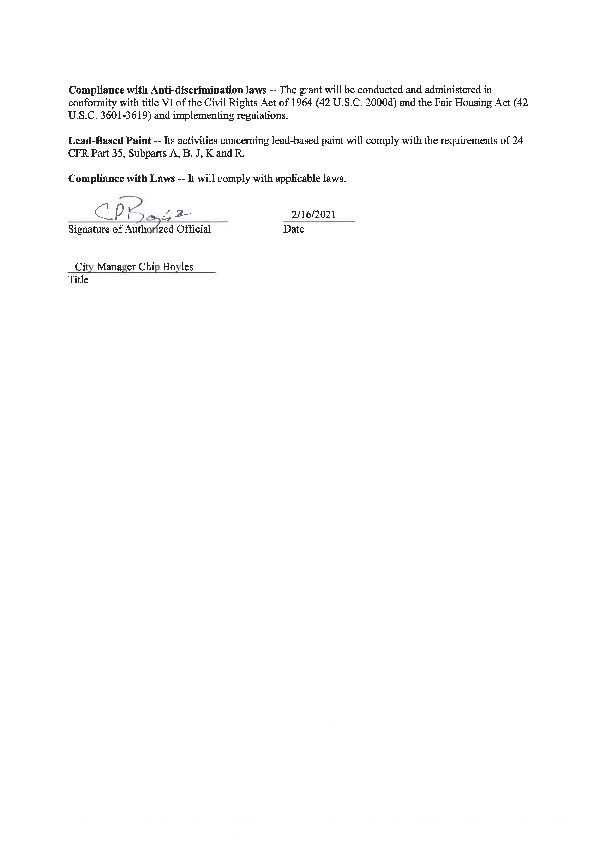 Compliance with Anti-discrimination laws -- The grant will be conducted and administered in
conformity with title VI of the Civil Rights Act of 1964 (42 U.S.C. 2000d) and the Fair Housing Act (42
U.S.C. 3601-3619) and implementing regulations.
Lead-Based Paint -- Its activities concerning lead-based paint will comply with the requirements of 24
CFR Part 35, Subparts A, B, J, K and R.
Compliance with Laws -- It will comply with applicable laws.
CPBoyles 2/16/2021
Signature of Authorized Official Date
City Manager Chip Boyles
Title